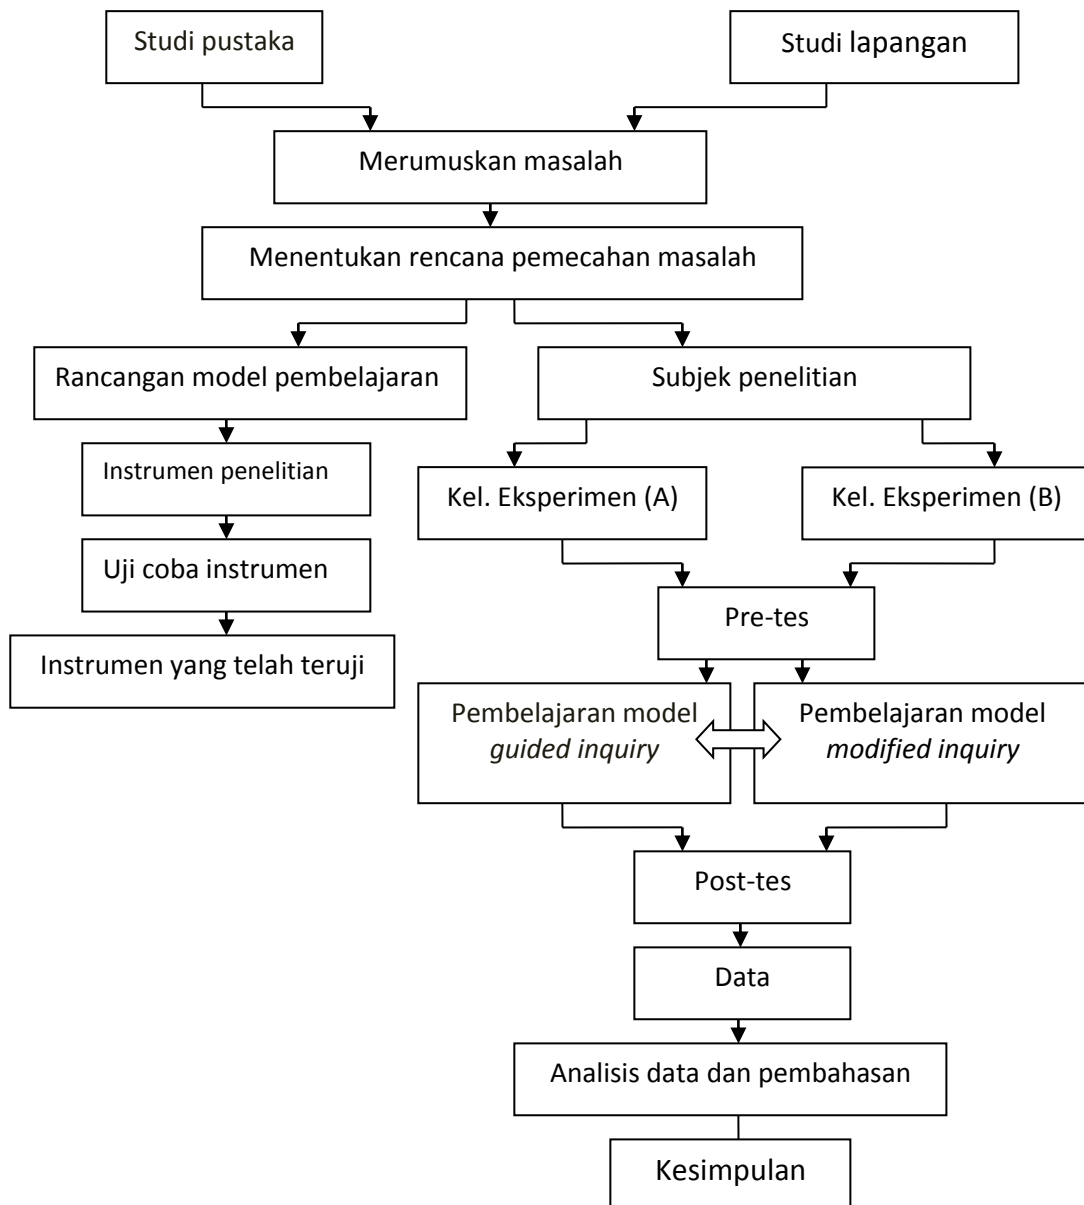 Studi pustaka
Studi lapangan
Merumuskan masalah
Menentukan rencana pemecahan masalah
Rancangan model pembelajaran
Subjek penelitian
Instrumen penelitian
Kel. Eksperimen (A)
Kel. Eksperimen (B)
Uji coba instrumen
Pre-tes
Instrumen yang telah teruji
Pembelajaran model
guided inquiry
Pembelajaran model
modified inquiry
Post-tes
Data
Analisis data dan pembahasan
Kesimpulan